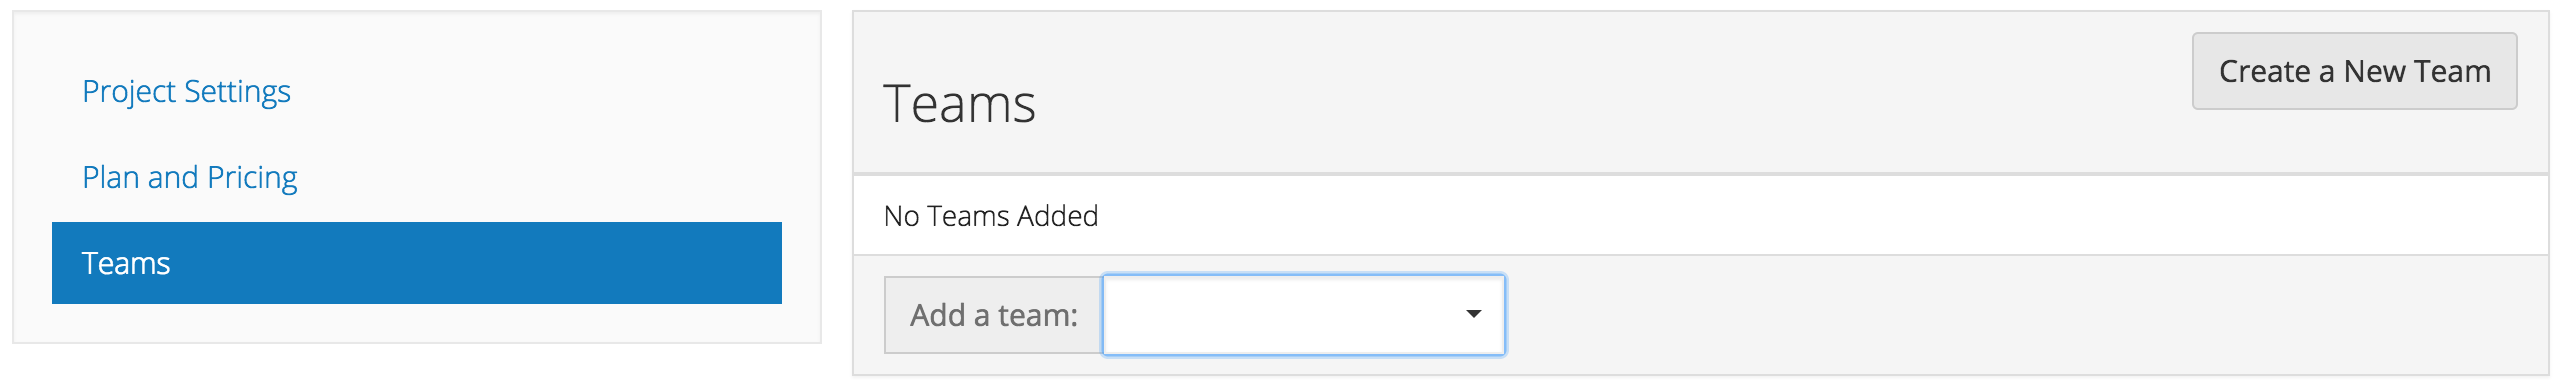 Project Settings
Plan and Pricing
Teams
Teams
Create a New Team
No Teams Added
Add a team: